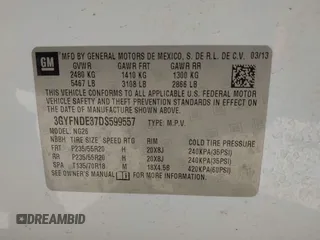 GM
MFD BY GENERAL MOTORS DE MEXICO, S. DE R.L. DE C.V. 03/13
GVWR GAWR FRT GAWR RR
2480 KG 1410 KG 1300 KG
5467 LB 3108 LB 2866 LB
THIS VEHICLE CONFORMS TO ALL APPLICABLE U.S. FEDERAL MOTOR VEHICLE SAFETY, AND THEFT PREVENTION STANDARDS IN EFFECT ON THE DATE OF MANUFACTURE SHOWN ABOVE.
3GYFNDE37DS599557 TYPE: M.P.V.
MODEL: NG26
TIRE SIZE SPEED RTG RIM COLD TIRE PRESSURE
FRT P235/55R20 H 20X8J 240KPA(35PSI)
RR P235/55R20 H 20X8J 240KPA(35PSI)
SPA T135/70R18 M 18X4.5B 420KPA(60PSI)
SEE OWNER'S MANUAL FOR
DREAMBID